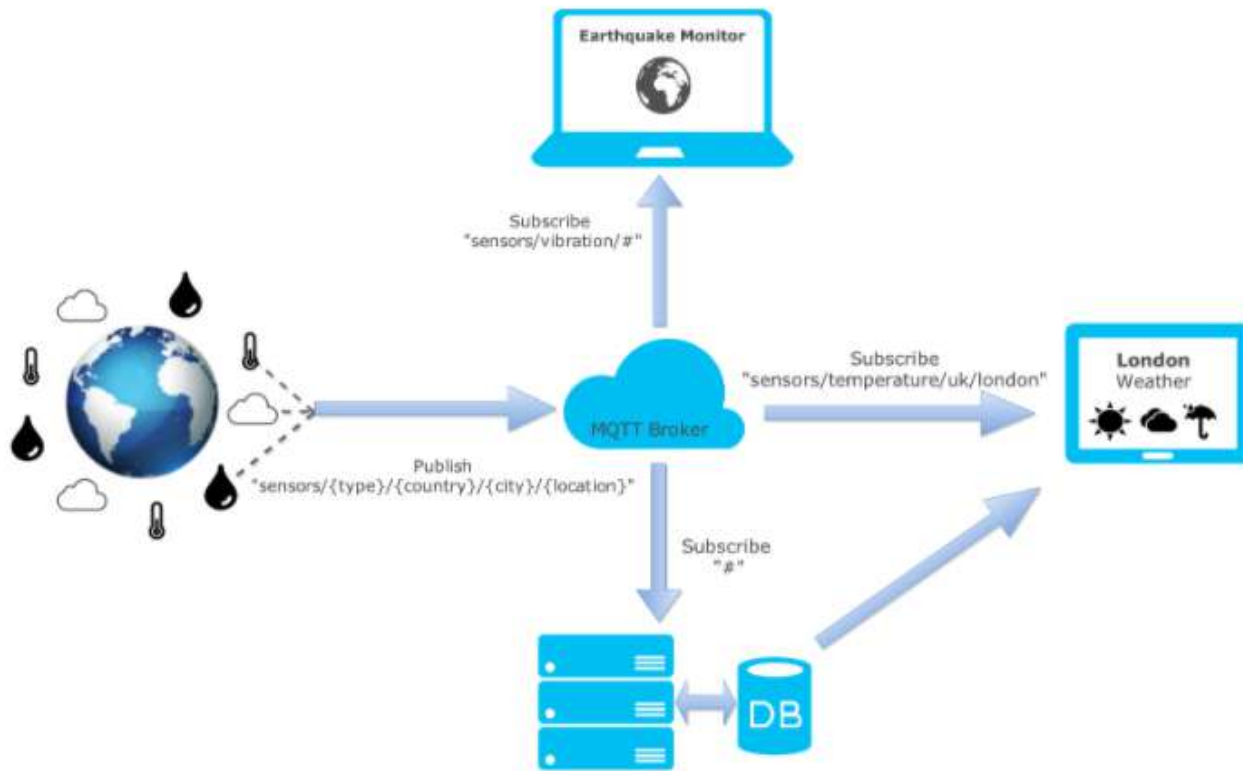 Earthquake Monitor
Subscribe
"sensors/vibration/#"
Subscribe
"sensors/temperature/uk/london"
London
Weather
MQTT Broker
Publish
"sensors/{type}/{country}/{city}/{location}"
Subscribe
"#"
DB